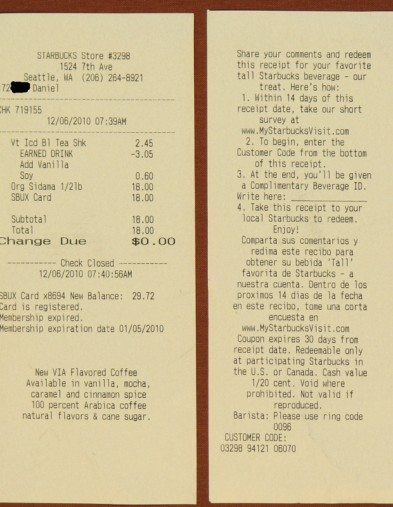 STARBUCKS Store #3298
1524 7th Ave
Seattle, WA (206) 264-8921
Daniel
CHK 719155
12/06/2010 07:39AM
Vt Icd Bl Tea Shk 2.45
EARNED DRINK -3.05
Add Vanilla
Soy 0.60
Org Sidama 1/2lb 18.00
SBUX Card 18.00
Subtotal 18.00
Total 18.00
Change Due $0.00
Check Closed
12/06/2010 07:40:56AM
SBUX Card x8694 New Balance: 29.72
Card is registered.
Membership expired.
Membership expiration date 01/05/2010
New VIA Flavored Coffee
Available in vanilla, mocha,
caramel and cinnamon spice
100 percent Arabica coffee
natural flavors & cane sugar.
Share your comments and redeem
this receipt for your favorite
tall Starbucks beverage - our
treat. Here's how:
1. Within 14 days of this
receipt date, take our short
survey at
www.MyStarbucksVisit.com
2. To begin, enter the
Customer Code from the bottom
of this receipt.
3. At the end, you'll be given
a Complimentary Beverage ID.
Write here:
4. Take this receipt to your
local Starbucks to redeem.
Enjoy!
Comparta sus comentarios y
redima este recibo para
obtener su bebida 'Tall'
favorita de Starbucks - a
nuestra cuenta. Dentro de los
proximos 14 dias de la fecha
en este recibo, tome una corta
encuesta en
www.MyStarbucksVisit.com
Coupon expires 30 days from
receipt date. Redeemable only
at participating Starbucks in
the U.S. or Canada. Cash value
1/20 cent. Void where
prohibited. Not valid if
reproduced.
Barista: Please use ring code
0096
CUSTOMER CODE:
03298 94121 06070